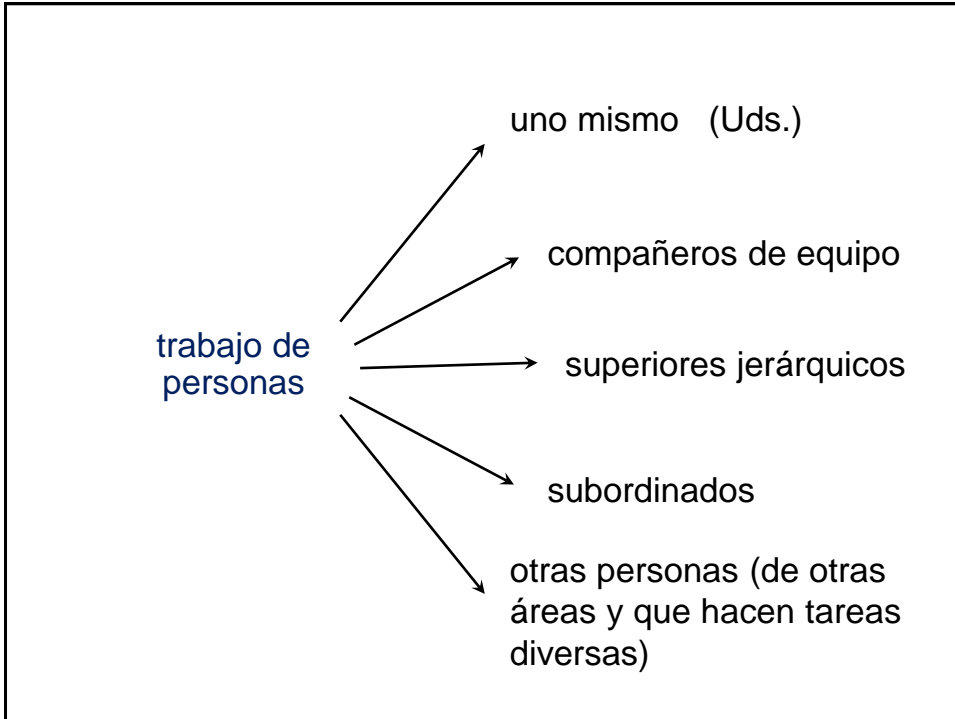 uno mismo (Uds.)
compañeros de equipo
trabajo de
personas
superiores jerárquicos
subordinados
otras personas (de otras
áreas y que hacen tareas
diversas)